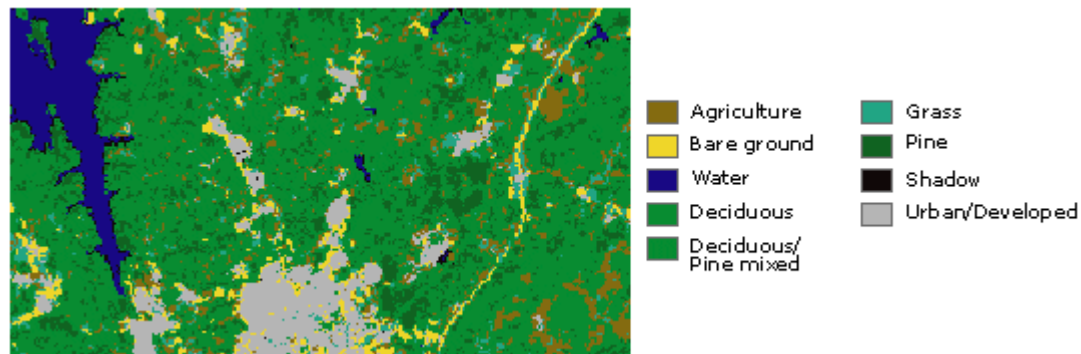 Agriculture
Bare ground
Water
Deciduous
Deciduous/
Pine mixed
Grass
Pine
Shadow
Urban/Developed